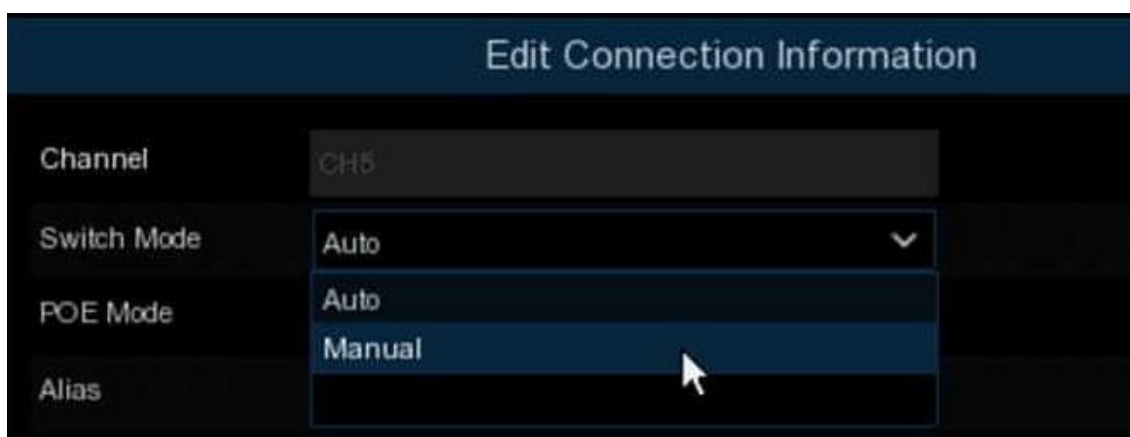 Edit Connection Information
Channel CH5
Switch Mode Auto
Auto
POE Mode
Manual
Alias